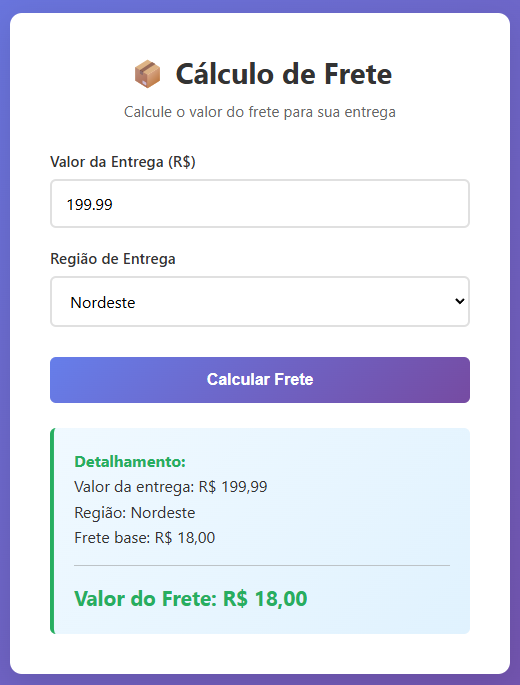 Cálculo de Frete
Calcule o valor do frete para sua entrega
Valor da Entrega (R$)
199.99
Região de Entrega
Nordeste
Calcular Frete
Detalhamento:
Valor da entrega: R$ 199,99
Região: Nordeste
Frete base: R$ 18,00
Valor do Frete: R$ 18,00